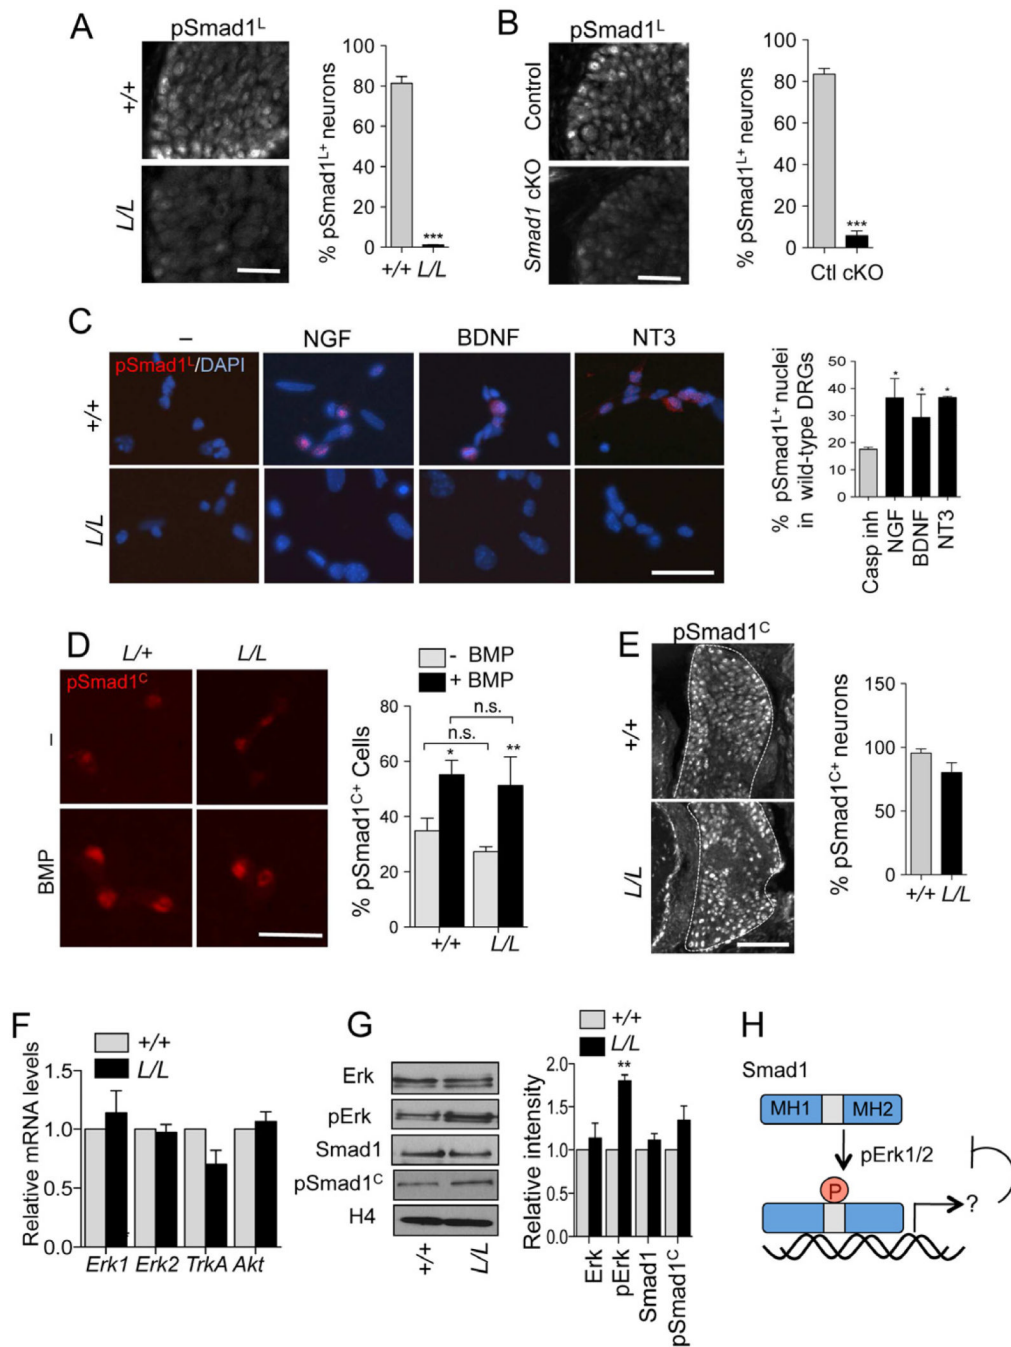 A
pSmad1ᴸ
+/+
L/L
% pSmad1ᴸ⁺ neurons
100
80
60
40
20
0
***
+/+ L/L
B
pSmad1ᴸ
Control
Smad1 cKO
% pSmad1ᴸ⁺ neurons
100
80
60
40
20
0
***
Ctl cKO
C
– NGF BDNF NT3
pSmad1ᴸ/DAPI
+/+
L/L
% pSmad1ᴸ⁺ nuclei
in wild-type DRGs
50
40
30
20
10
0
* * *
Casp inh
NGF
BDNF
NT3
D
L/+ L/L
pSmad1ᶜ
–
BMP
- BMP
+ BMP
% pSmad1ᶜ⁺ Cells
80
60
40
20
0
n.s.
n.s.
* **
+/+ L/L
E
pSmad1ᶜ
+/+
L/L
% pSmad1ᶜ⁺ neurons
150
100
50
0
+/+ L/L
F
+/+
L/L
Relative mRNA levels
1.5
1.0
0.5
0.0
Erk1 Erk2 TrkA Akt
G
Erk
pErk
Smad1
pSmad1ᶜ
H4
+/+ L/L
+/+
L/L
Relative intensity
2.0
1.5
1.0
0.5
0.0
**
Erk
pErk
Smad1
pSmad1ᶜ
H
Smad1
MH1 MH2
pErk1/2
P
?